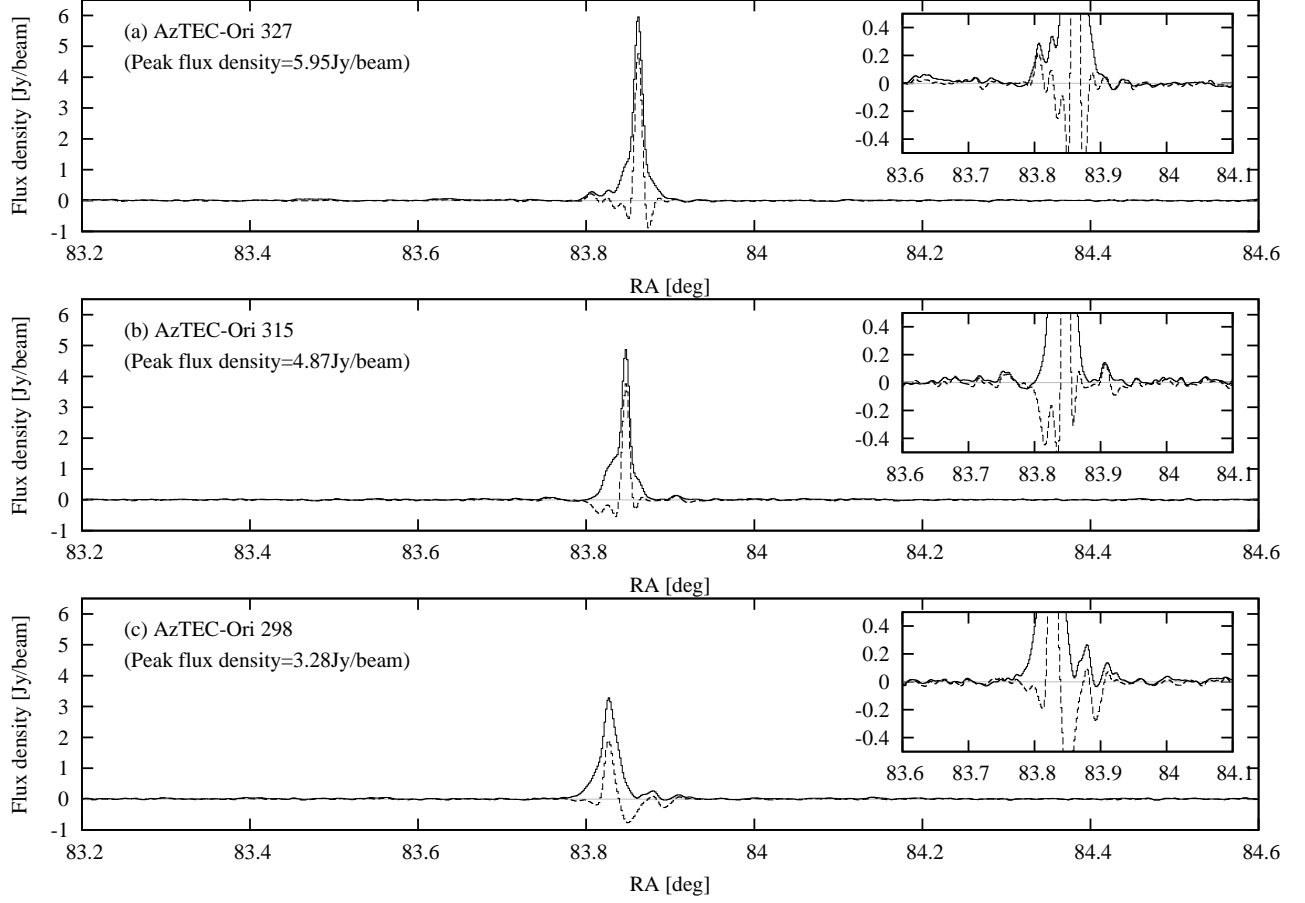 6
5
4
3
2
1
0
-1
Flux density [Jy/beam]
(a) AzTEC-Ori 327
(Peak flux density=5.95Jy/beam)
0.4
0.2
0
-0.2
-0.4
83.6 83.7 83.8 83.9 84 84.1
83.2 83.4 83.6 83.8 84 84.2 84.4 84.6
RA [deg]
6
5
4
3
2
1
0
-1
Flux density [Jy/beam]
(b) AzTEC-Ori 315
(Peak flux density=4.87Jy/beam)
0.4
0.2
0
-0.2
-0.4
83.6 83.7 83.8 83.9 84 84.1
83.2 83.4 83.6 83.8 84 84.2 84.4 84.6
RA [deg]
6
5
4
3
2
1
0
-1
Flux density [Jy/beam]
(c) AzTEC-Ori 298
(Peak flux density=3.28Jy/beam)
0.4
0.2
0
-0.2
-0.4
83.6 83.7 83.8 83.9 84 84.1
83.2 83.4 83.6 83.8 84 84.2 84.4 84.6
RA [deg]